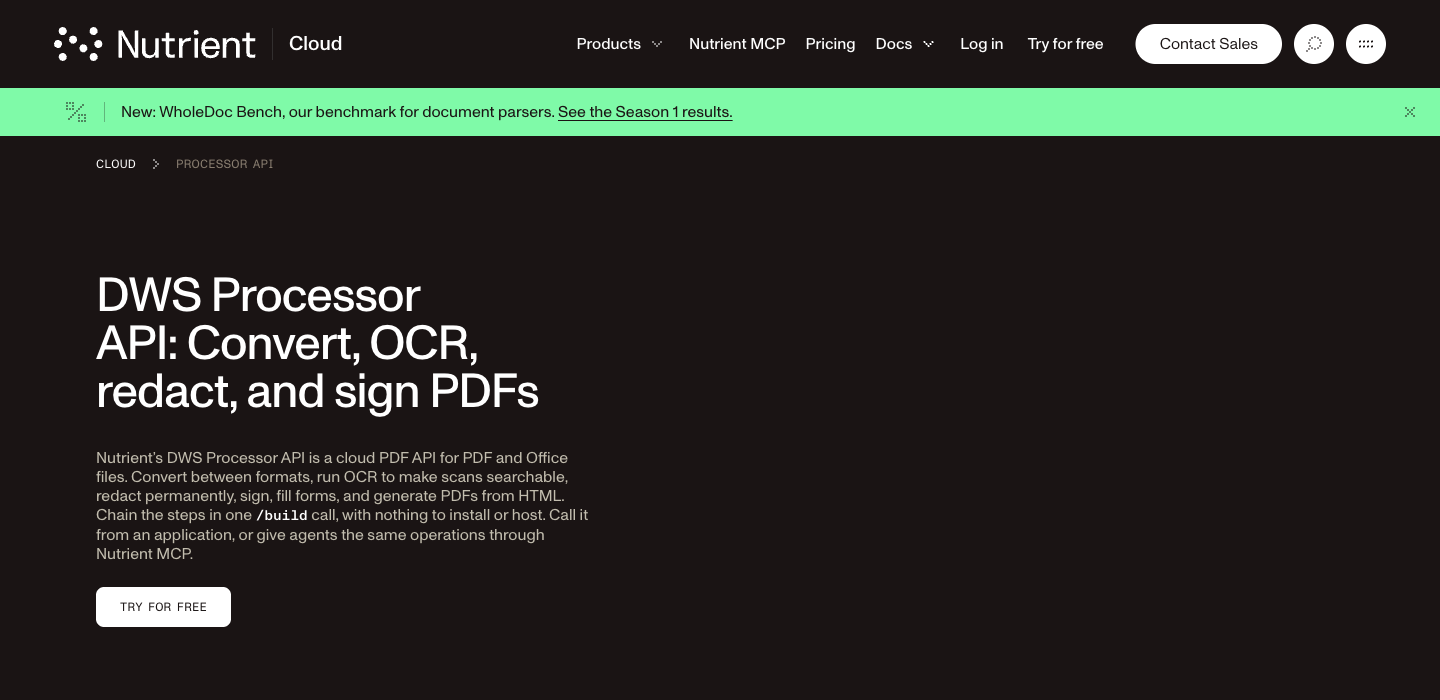 Nutrient Cloud Products Nutrient MCP Pricing Docs Log in Try for free Contact Sales
New: WholeDoc Bench, our benchmark for document parsers. See the Season 1 results.
CLOUD PROCESSOR API
DWS Processor
API: Convert, OCR,
redact, and sign PDFs
Nutrient's DWS Processor API is a cloud PDF API for PDF and Office
files. Convert between formats, run OCR to make scans searchable,
redact permanently, sign, fill forms, and generate PDFs from HTML.
Chain the steps in one /build call, with nothing to install or host. Call it
from an application, or give agents the same operations through
Nutrient MCP.
TRY FOR FREE